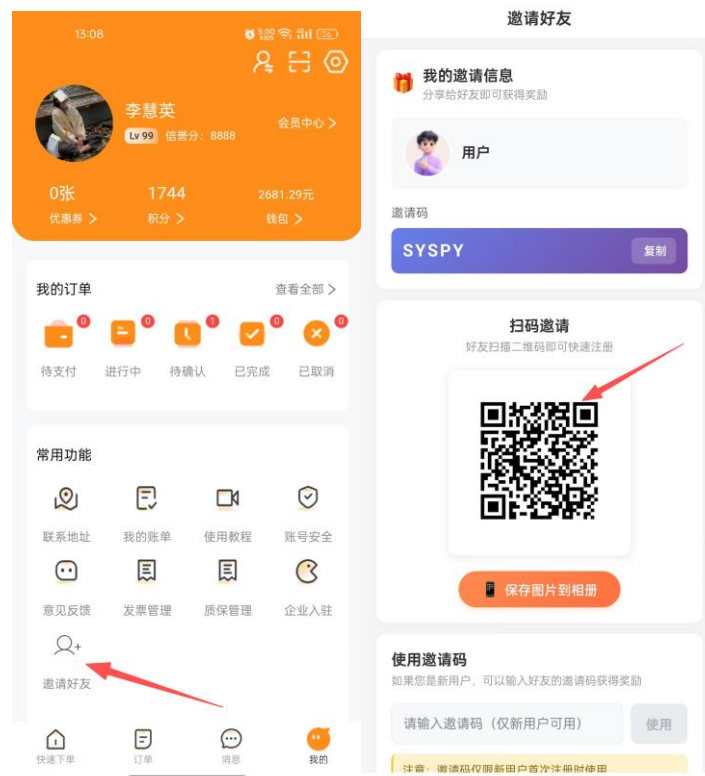 13:08
5.00 KB/S
26
李慧英
Lv 99 信誉分：8888
会员中心
0张
1744
2681.29元
优惠券
积分
钱包
我的订单
查看全部
0
0
1
0
0
待支付
进行中
待确认
已完成
已取消
常用功能
联系地址
我的账单
使用教程
账号安全
意见反馈
发票管理
质保管理
企业入驻
邀请好友
快速下单
订单
消息
我的
邀请好友
我的邀请信息
分享给好友即可获得奖励
用户
邀请码
SYSPY
复制
扫码邀请
好友扫描二维码即可快速注册
保存图片到相册
使用邀请码
如果您是新用户，可以输入好友的邀请码获得奖励
请输入邀请码（仅新用户可用）
使用
注意：邀请码仅限新用户首次注册时使用